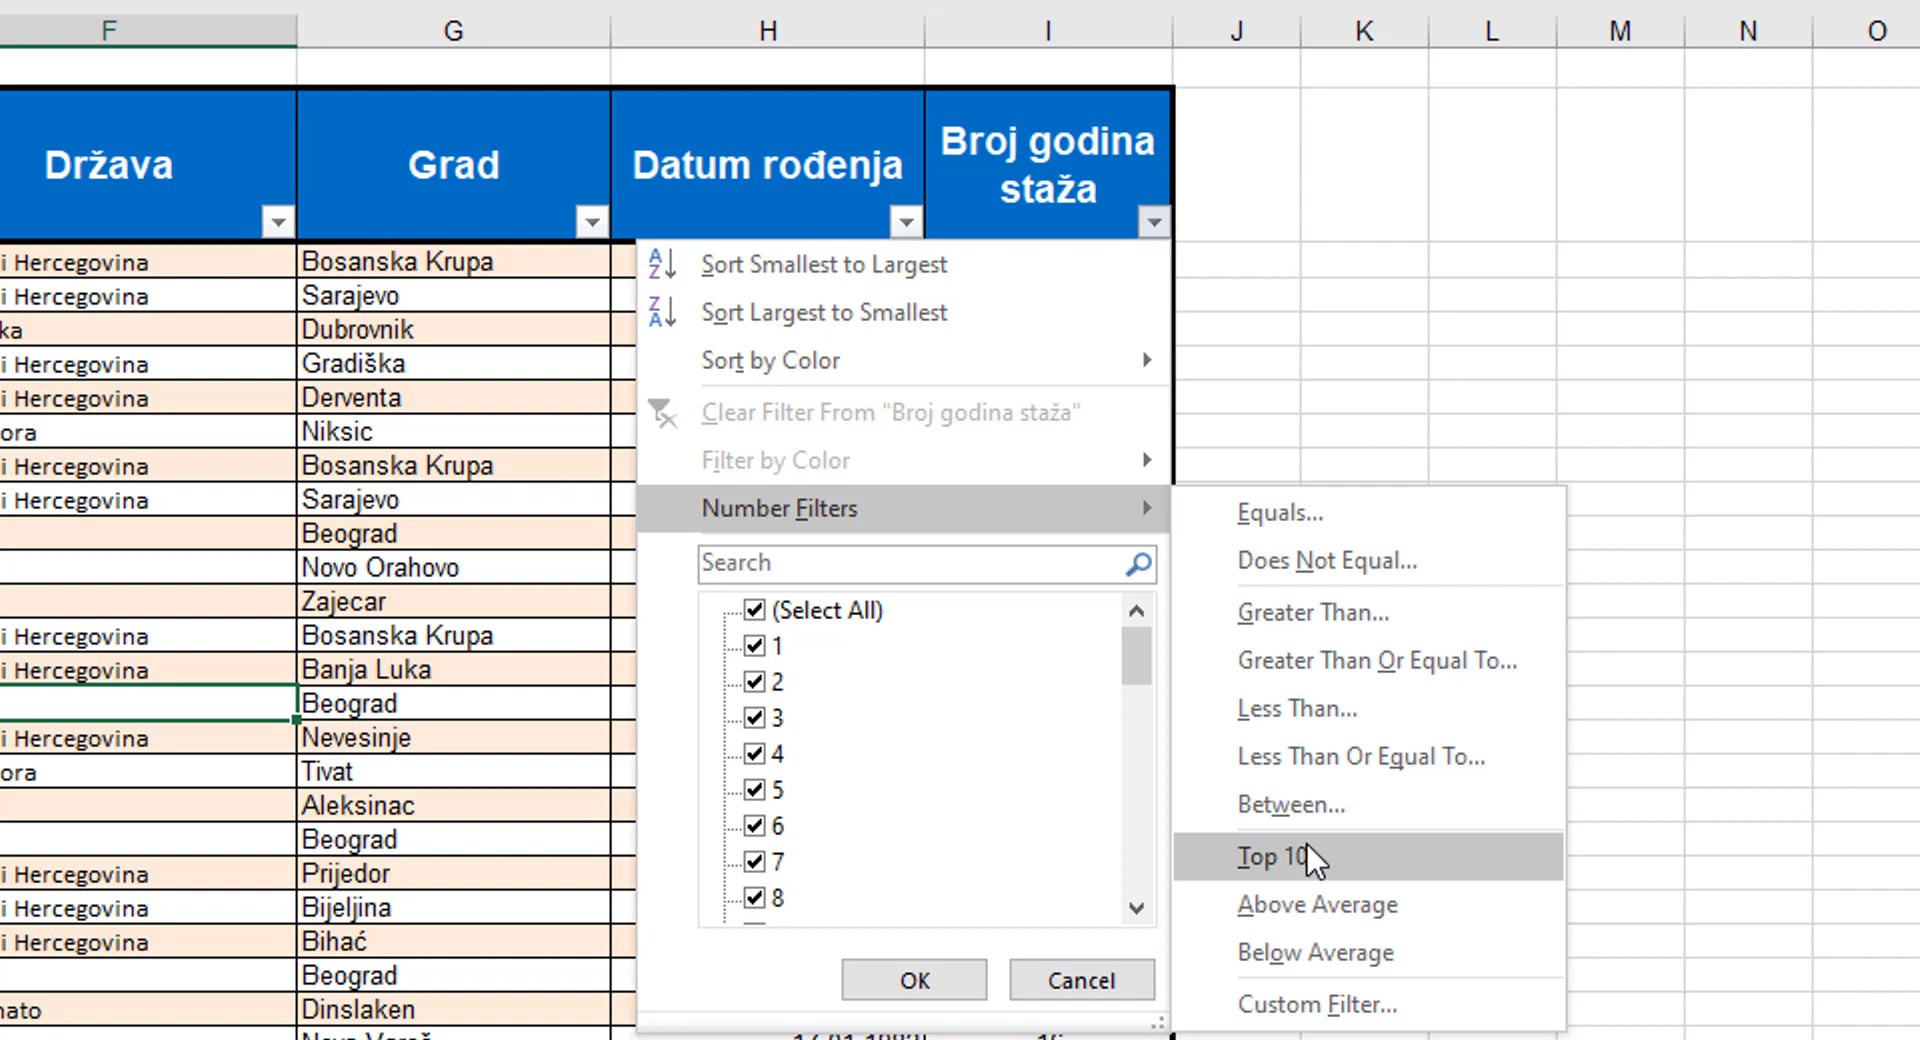 F G H I J K L M N O
Država Grad Datum rođenja Broj godina
staža
i Hercegovina Bosanska Krupa
i Hercegovina Sarajevo
ka Dubrovnik
i Hercegovina Gradiška
i Hercegovina Derventa
ora Niksic
i Hercegovina Bosanska Krupa
i Hercegovina Sarajevo
Beograd
Novo Orahovo
Zajecar
i Hercegovina Bosanska Krupa
i Hercegovina Banja Luka
Beograd
i Hercegovina Nevesinje
ora Tivat
Aleksinac
Beograd
i Hercegovina Prijedor
i Hercegovina Bijeljina
i Hercegovina Bihać
Beograd
nato Dinslaken
Sort Smallest to Largest
Sort Largest to Smallest
Sort by Color
Clear Filter From "Broj godina staža"
Filter by Color
Number Filters
Search
(Select All)
1
2
3
4
5
6
7
8
OK Cancel
Equals...
Does Not Equal...
Greater Than...
Greater Than Or Equal To...
Less Than...
Less Than Or Equal To...
Between...
Top 10
Above Average
Below Average
Custom Filter...